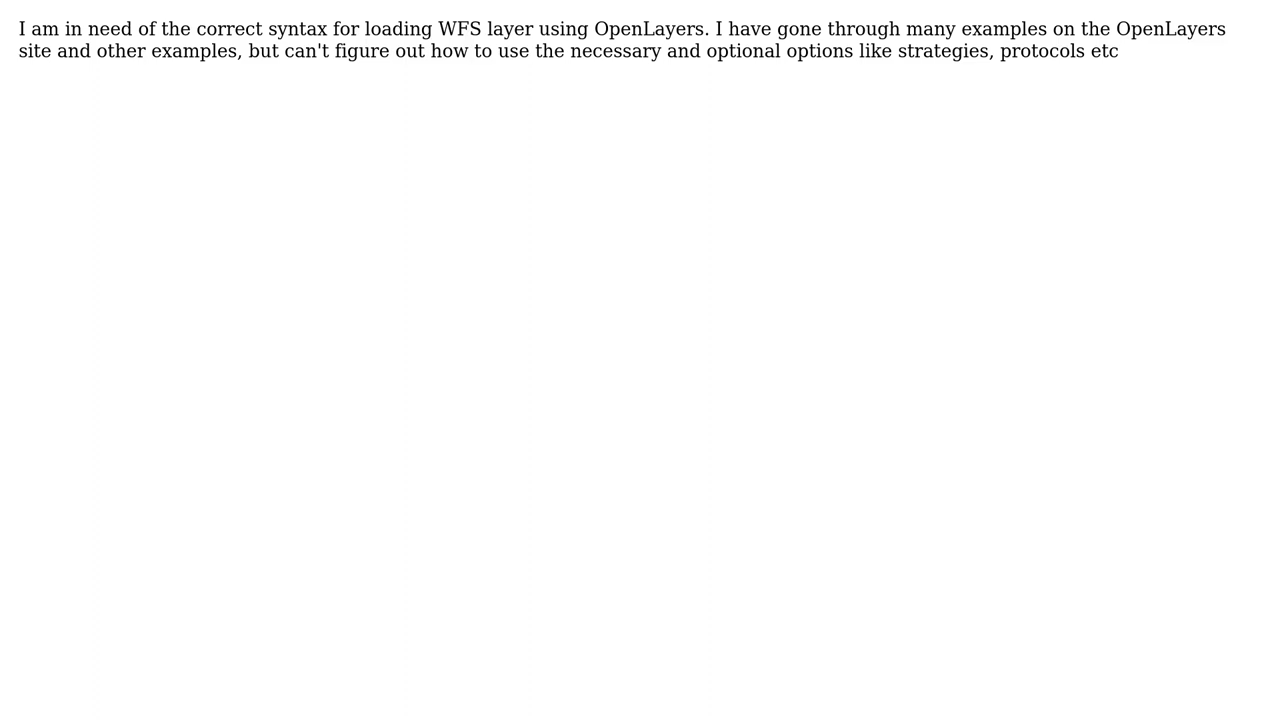 I am in need of the correct syntax for loading WFS layer using OpenLayers. I have gone through many examples on the OpenLayers
site and other examples, but can't figure out how to use the necessary and optional options like strategies, protocols etc